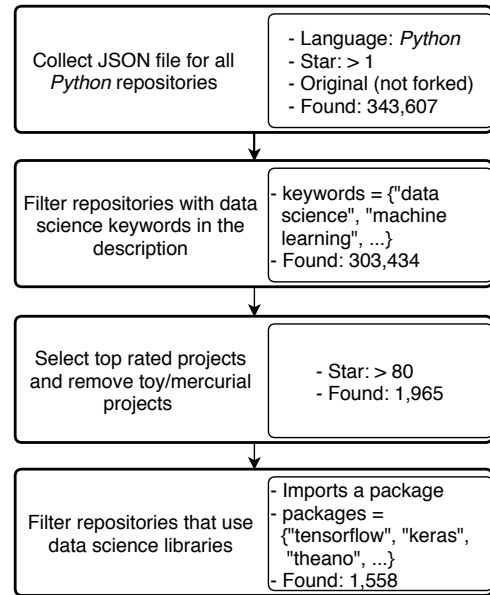 Collect JSON file for all
Python repositories
- Language: Python
- Star: > 1
- Original (not forked)
- Found: 343,607
Filter repositories with data
science keywords in the
description
- keywords = {"data
science", "machine
learning", ...}
- Found: 303,434
Select top rated projects
and remove toy/mercurial
projects
- Star: > 80
- Found: 1,965
Filter repositories that use
data science libraries
- Imports a package
- packages =
{"tensorflow", "keras",
"theano", ...}
- Found: 1,558